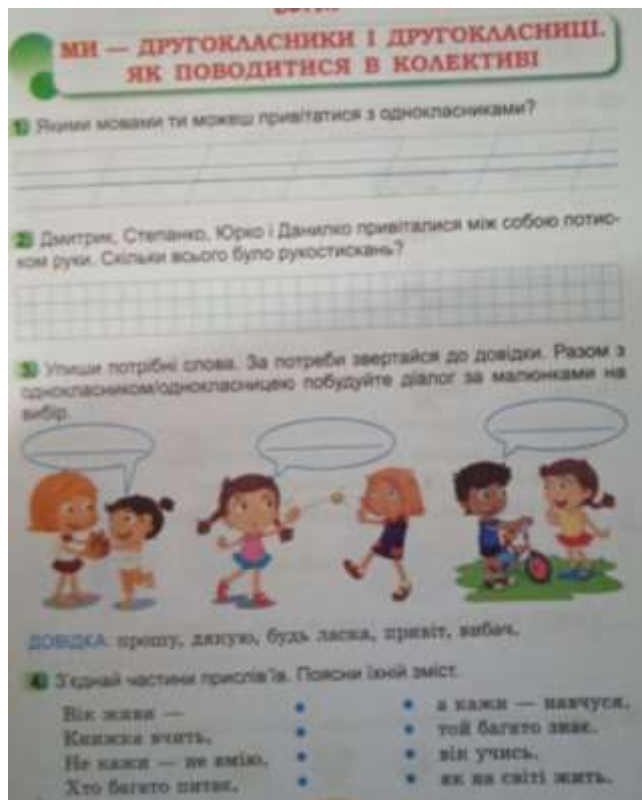 МИ — ДРУГОКЛАСНИКИ І ДРУГОКЛАСНИЦІ.
ЯК ПОВОДИТИСЯ В КОЛЕКТИВІ
1 Якими мовами ти можеш привітатися з однокласниками?
2 Дмитрик, Степанко, Юрко і Данилко привіталися між собою потис-
ком руки. Скільки всього було рукостискань?
3 Упиши потрібні слова. За потреби звертайся до довідки. Разом з
однокласником/однокласницею побудуйте діалог за малюнками на
вибір.
ДОВІДКА: прошу, дякую, будь ласка, привіт, вибач.
4 З'єднай частини прислів'їв. Поясни їхній зміст.
Вік живи — • • а кажи — навчуся.
Книжка вчить, • • той багато знає.
Не кажи — не вмію, • • вік учись.
Хто багато питає, • • як на світі жить.